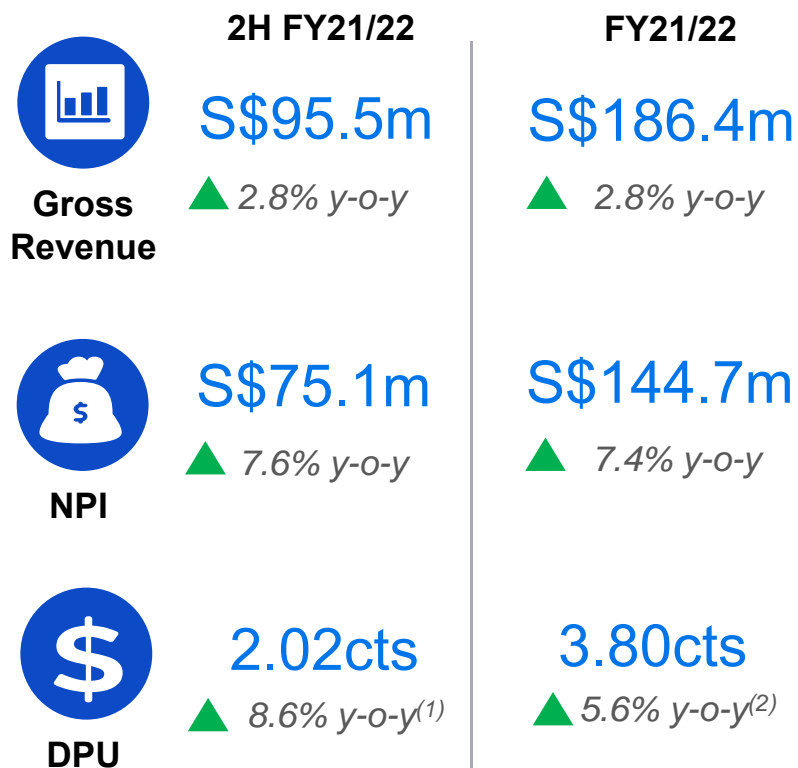 2H FY21/22
FY21/22
Gross
Revenue
S$95.5m
▲ 2.8% y-o-y
S$186.4m
▲ 2.8% y-o-y
$
NPI
S$75.1m
▲ 7.6% y-o-y
S$144.7m
▲ 7.4% y-o-y
$
DPU
2.02cts
▲ 8.6% y-o-y(1)
3.80cts
▲ 5.6% y-o-y(2)